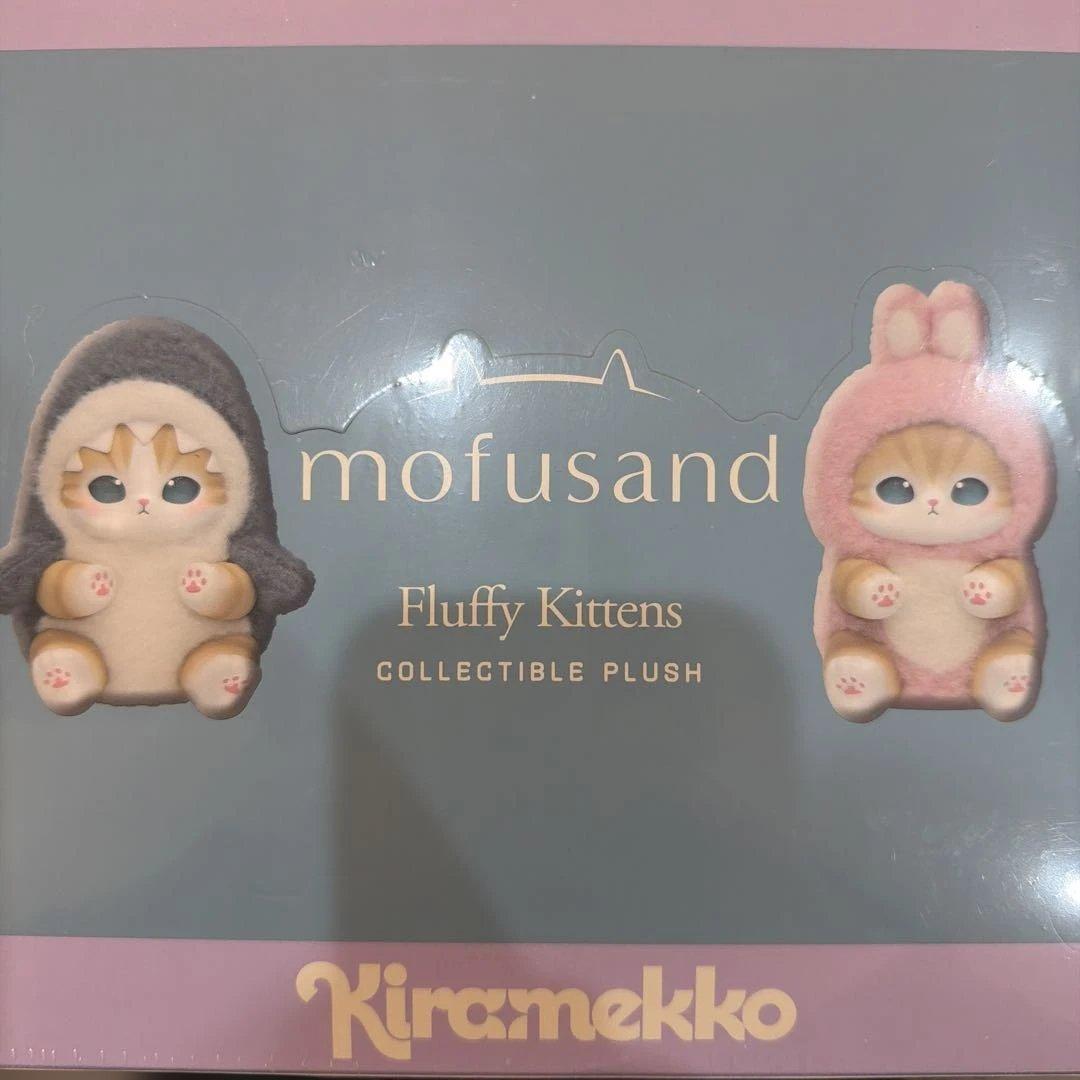 mofusand
Fluffy Kittens
COLLECTIBLE PLUSH
Kiramekko